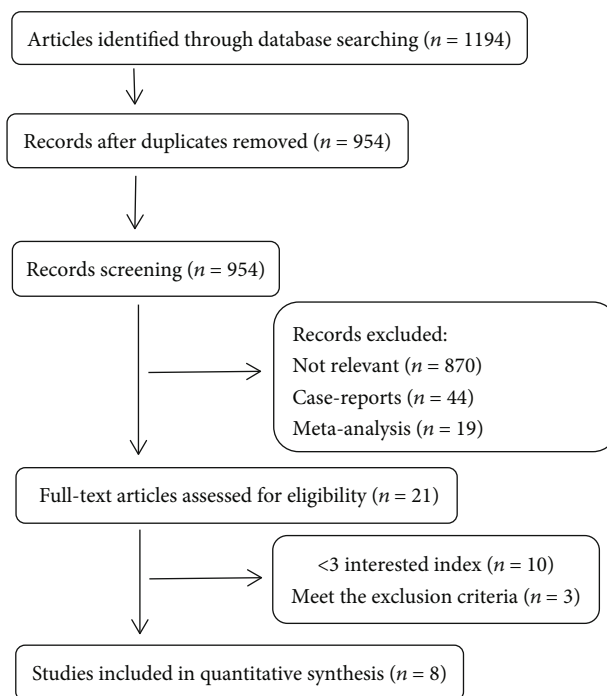 Articles identified through database searching (n = 1194)
Records after duplicates removed (n = 954)
Records screening (n = 954)
Records excluded:
Not relevant (n = 870)
Case-reports (n = 44)
Meta-analysis (n = 19)
Full-text articles assessed for eligibility (n = 21)
<3 interested index (n = 10)
Meet the exclusion criteria (n = 3)
Studies included in quantitative synthesis (n = 8)